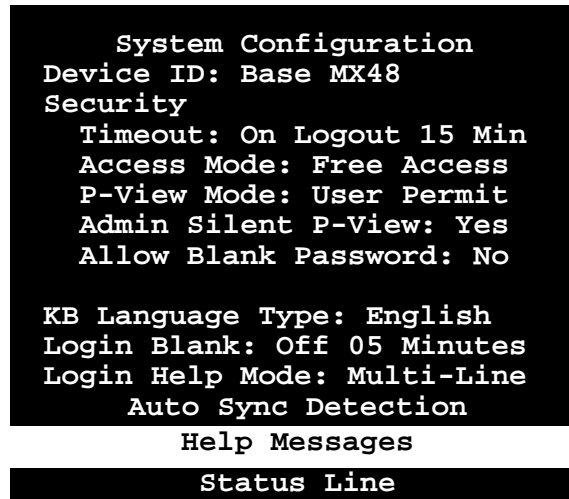 System Configuration
Device ID: Base MX48
Security
Timeout: On Logout 15 Min
Access Mode: Free Access
P-View Mode: User Permit
Admin Silent P-View: Yes
Allow Blank Password: No
KB Language Type: English
Login Blank: Off 05 Minutes
Login Help Mode: Multi-Line
Auto Sync Detection
Help Messages
Status Line